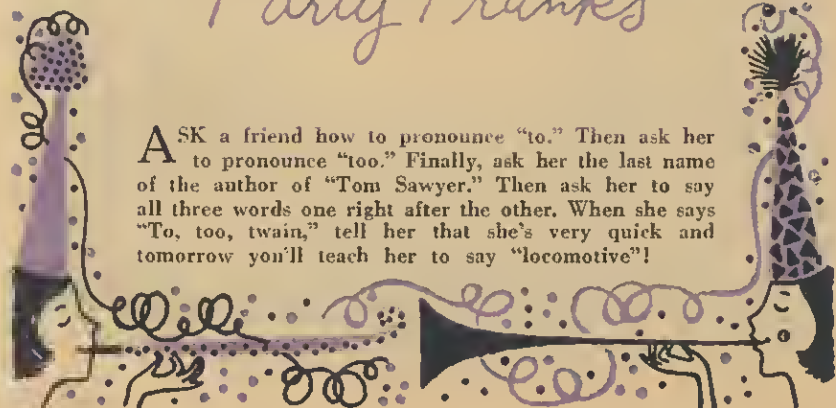 Party Pranks
ASK a friend how to pronounce “to.” Then ask her
to pronounce “too.” Finally, ask her the last name
of the author of “Tom Sawyer.” Then ask her to say
all three words one right after the other. When she says
“To, too, twain,” tell her that she's very quick and
tomorrow you'll teach her to say “locomotive”!